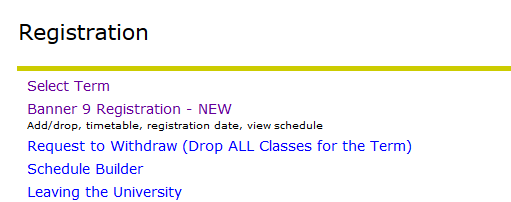 Registration
Select Term
Banner 9 Registration - NEW
Add/drop, timetable, registration date, view schedule
Request to Withdraw (Drop ALL Classes for the Term)
Schedule Builder
Leaving the University